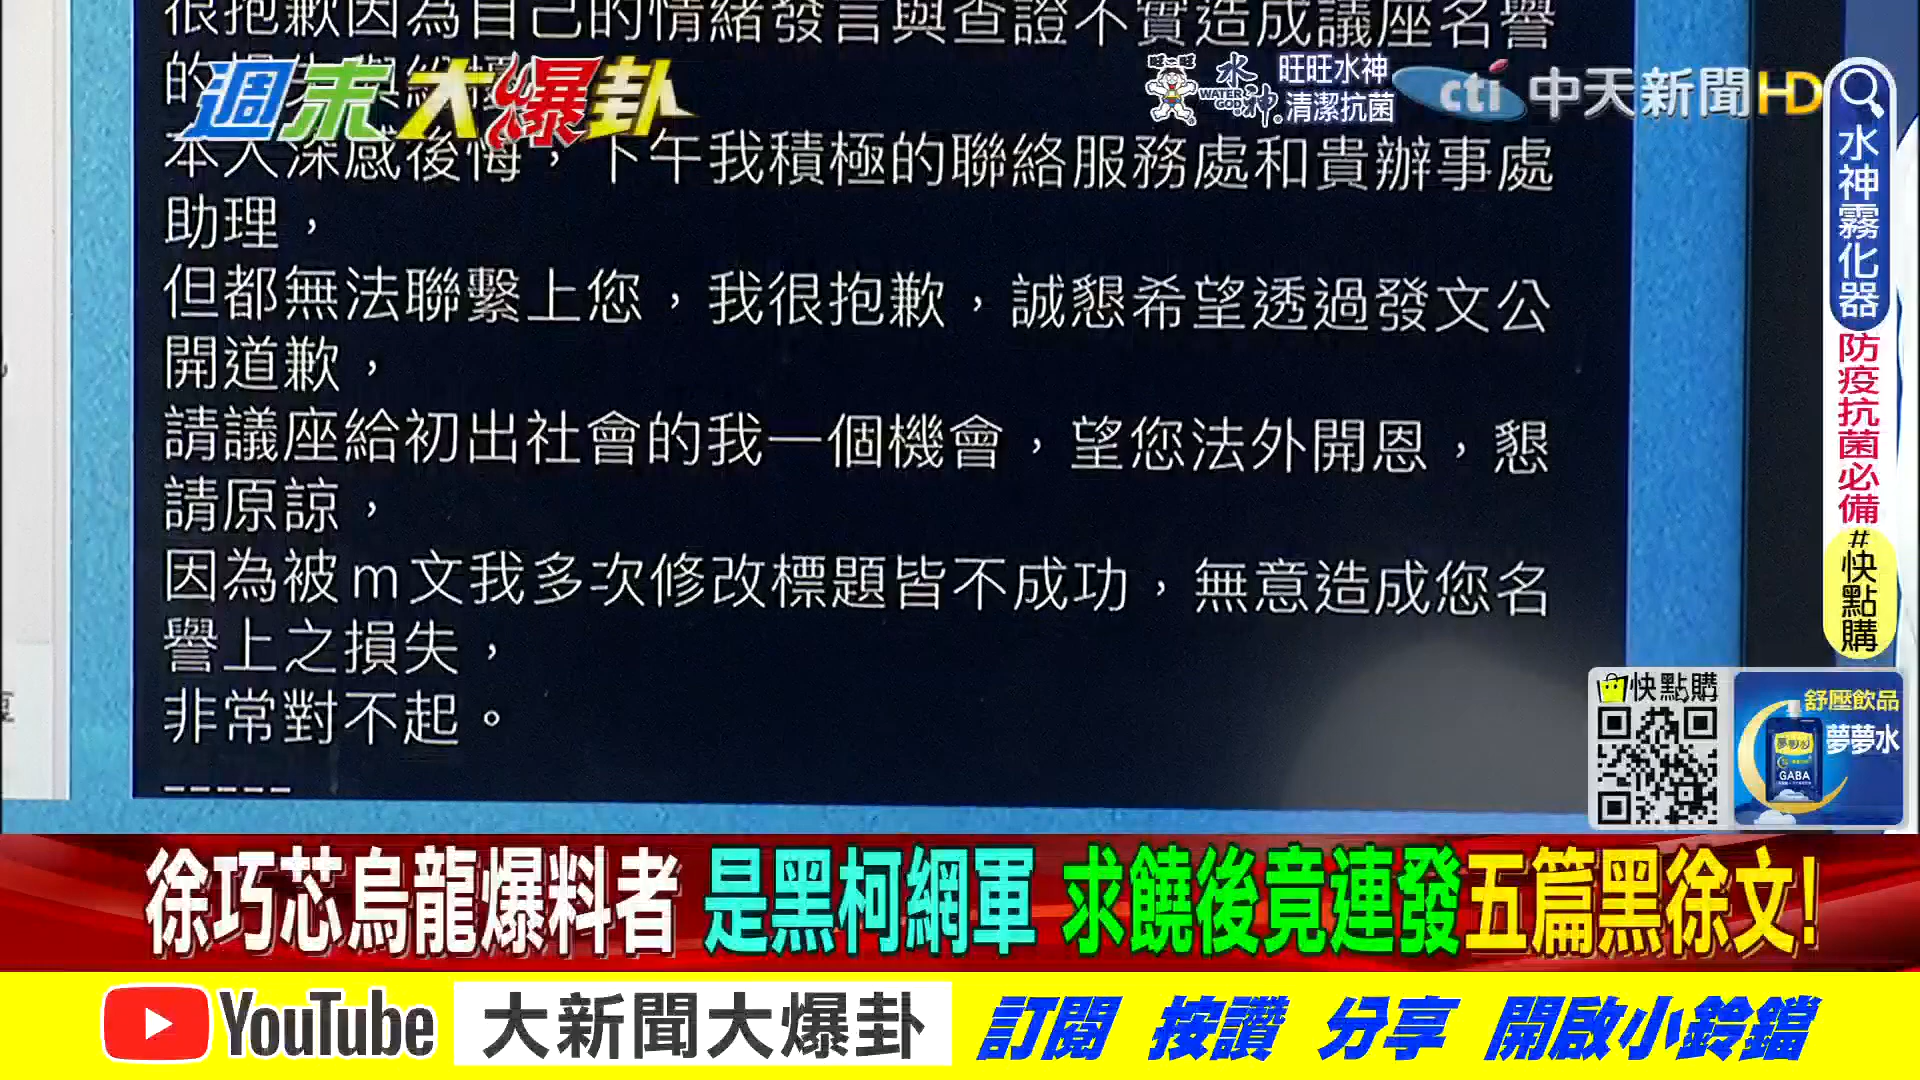 很抱歉因為自己的情緒發言與查證不實造成議座名譽
週末大爆卦
旺旺水神
清潔抗菌
WATER GOD
水神
cti 中天新聞HD
本人深感後悔，下午我積極的聯絡服務處和貴辦事處
助理，
但都無法聯繫上您，我很抱歉，誠懇希望透過發文公
開道歉，
請議座給初出社會的我一個機會，望您法外開恩，懇
請原諒，
因為被m文我多次修改標題皆不成功，無意造成您名
譽上之損失，
非常對不起。
-----
水神霧化器
防疫抗菌必備
#快點購
快點購
舒壓飲品
夢夢水
GABA
徐巧芯烏龍爆料者 是黑柯網軍 求饒後竟連發五篇黑徐文!
YouTube 大新聞大爆卦 訂閱 按讚 分享 開啟小鈴鐺